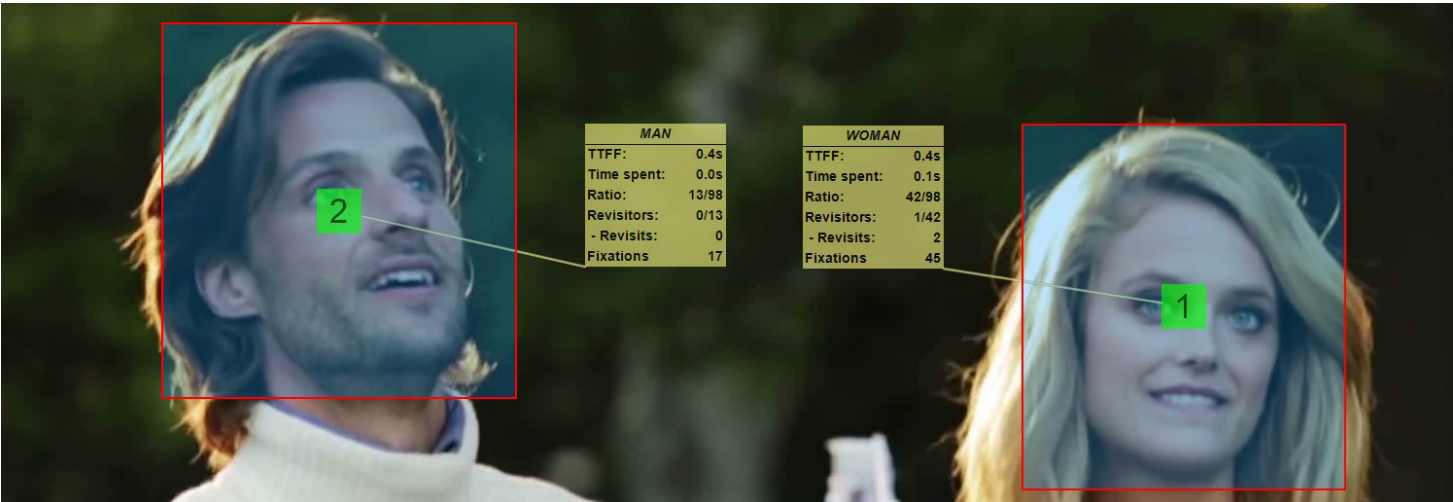 MAN
TTFF: 0.4s
Time spent: 0.0s
Ratio: 13/98
Revisitors: 0/13
- Revisits: 0
Fixations 17
WOMAN
TTFF: 0.4s
Time spent: 0.1s
Ratio: 42/98
Revisitors: 1/42
- Revisits: 2
Fixations 45
2
1